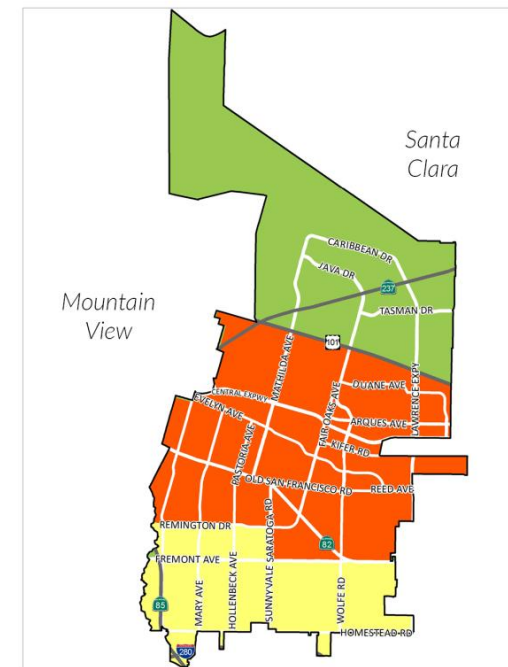 Santa
Clara
CARIBBEAN DR
JAVA DR
237
TASMAN DR
Mountain
View
101
MATHILDA AVE
DUANE AVE
CENTRAL EXPWY
EVELYN AVE
FAIR OAKS AVE
LAWRENCE EXPY
ARQUES AVE
PASTORIA AVE
KIFER RD
OLD SAN FRANCISCO RD
REED AVE
REMINGTON DR
SUNNYVALE SARATOGA RD
82
FREMONT AVE
85
MARY AVE
HOLLENBECK AVE
WOLFE RD
HOMESTEAD RD
280